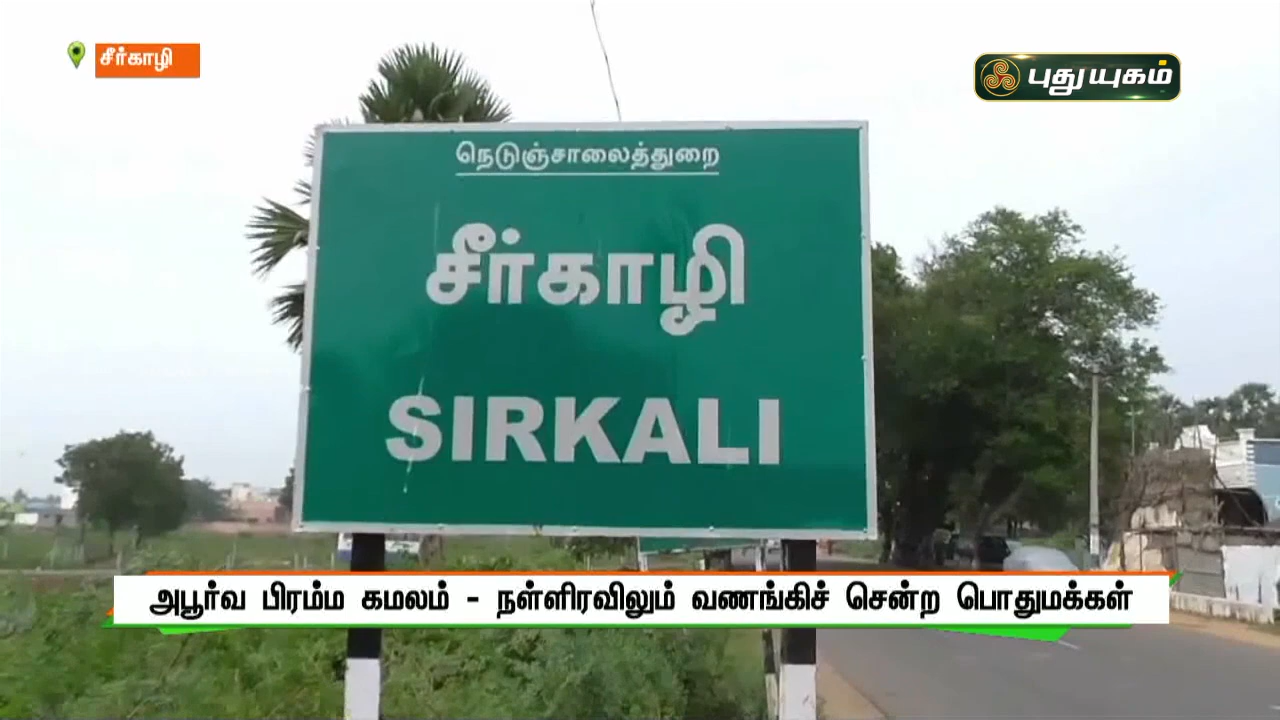 சீர்காழி
புதுயுகம்
நெடுஞ்சாலைத்துறை
சீர்காழி
SIRKALI
அபூர்வ பிரம்ம கமலம் - நள்ளிரவிலும் வணங்கிச் சென்ற பொதுமக்கள்